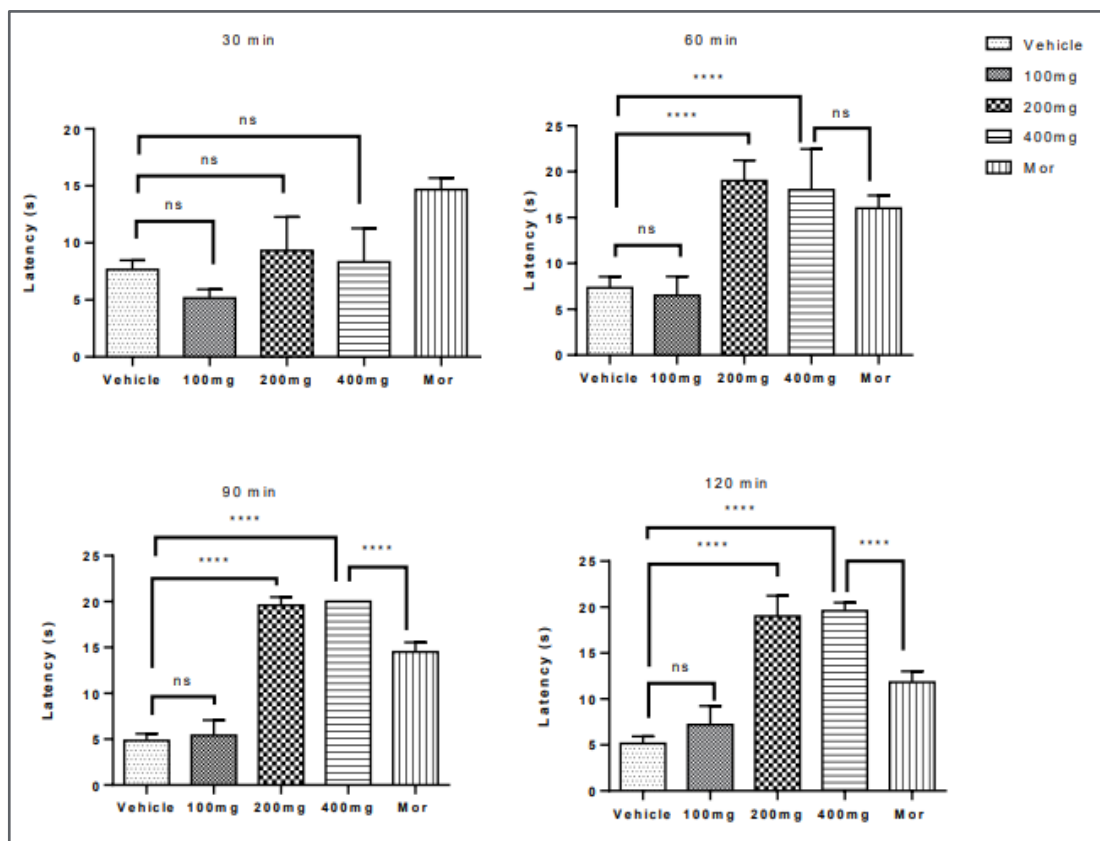 30 min
ns
ns
ns
Latency (s)
20
15
10
5
0
Vehicle 100mg 200mg 400mg Mor
60 min
****
****
ns
ns
Latency (s)
25
20
15
10
5
0
Vehicle 100mg 200mg 400mg Mor
Vehicle
100mg
200mg
400mg
Mor
90 min
****
****
****
ns
Latency (s)
25
20
15
10
5
0
Vehicle 100mg 200mg 400mg Mor
120 min
****
****
****
ns
Latency (s)
25
20
15
10
5
0
Vehicle 100mg 200mg 400mg Mor